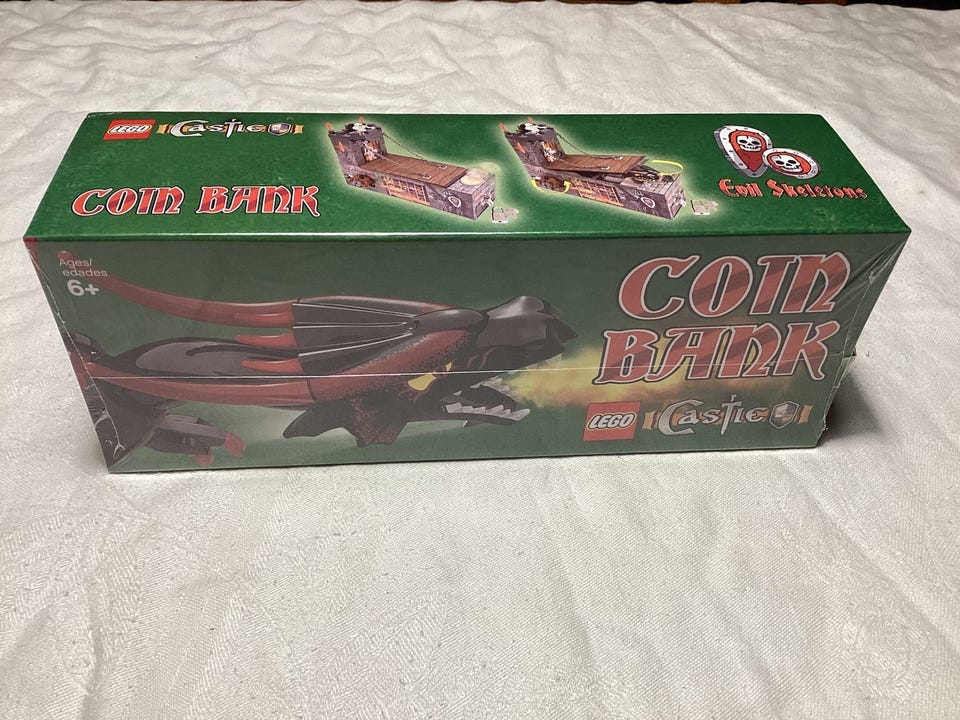 LEGO Castle
COIN BANK
Evil Skeletons
Ages/
edades
6+
COIN
BANK
LEGO Castle